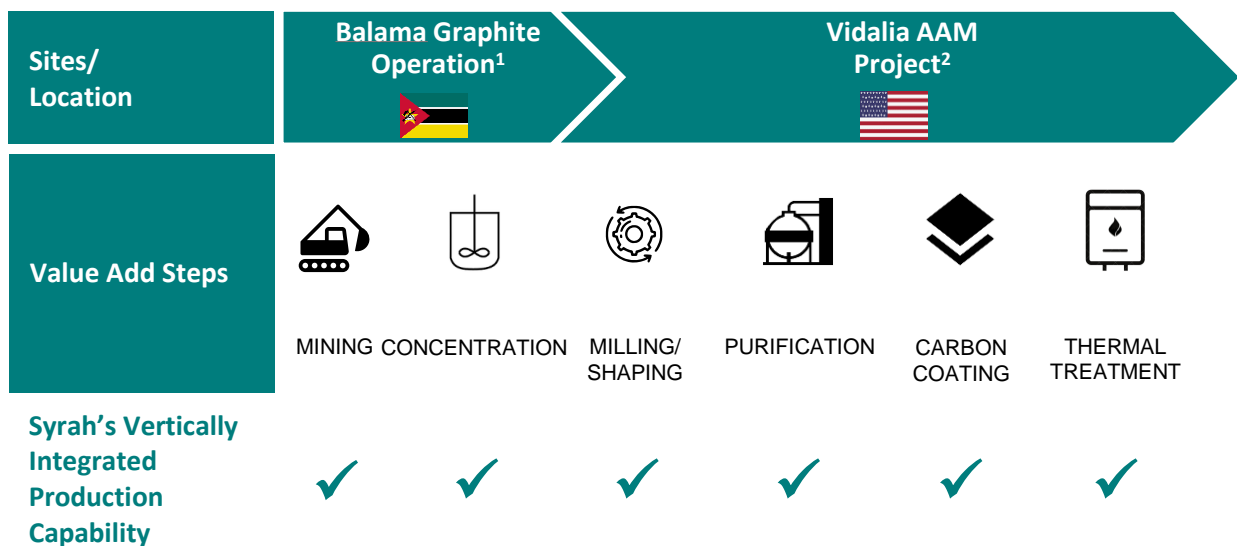 Sites/
Location
Balama Graphite
Operation¹
Vidalia AAM
Project²
Value Add Steps
MINING
CONCENTRATION
MILLING/
SHAPING
PURIFICATION
CARBON
COATING
THERMAL
TREATMENT
Syrah’s Vertically
Integrated
Production
Capability